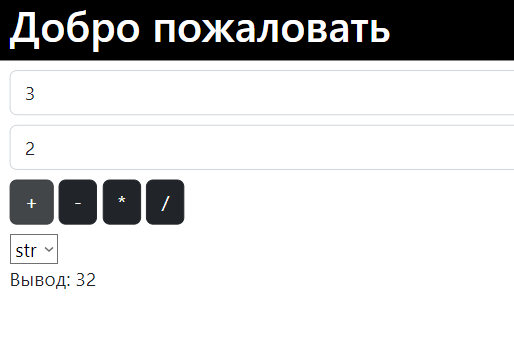 Добро пожаловать
3
2
+ - * /
str
Вывод: 32